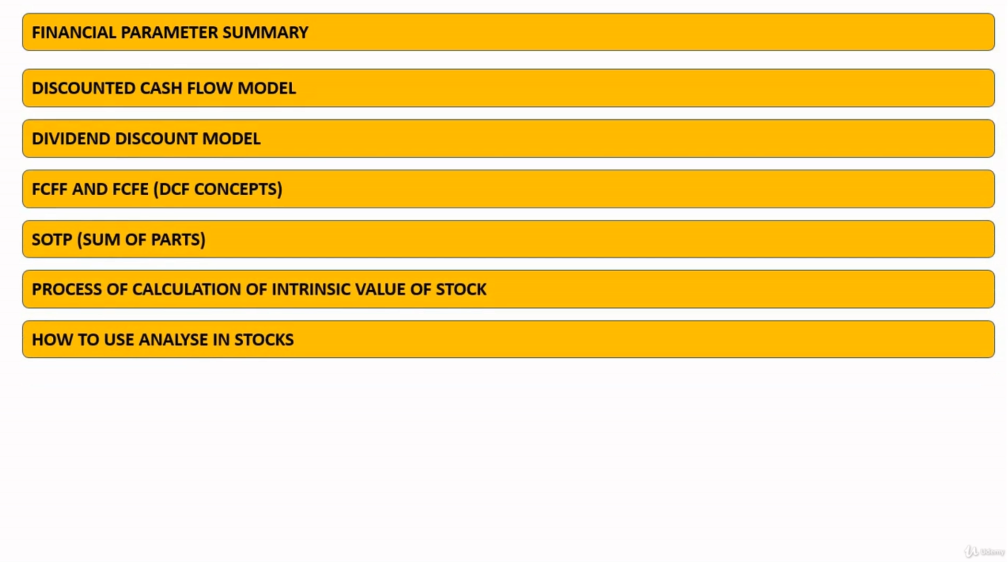 FINANCIAL PARAMETER SUMMARY
DISCOUNTED CASH FLOW MODEL
DIVIDEND DISCOUNT MODEL
FCFF AND FCFE (DCF CONCEPTS)
SOTP (SUM OF PARTS)
PROCESS OF CALCULATION OF INTRINSIC VALUE OF STOCK
HOW TO USE ANALYSE IN STOCKS
Udemy